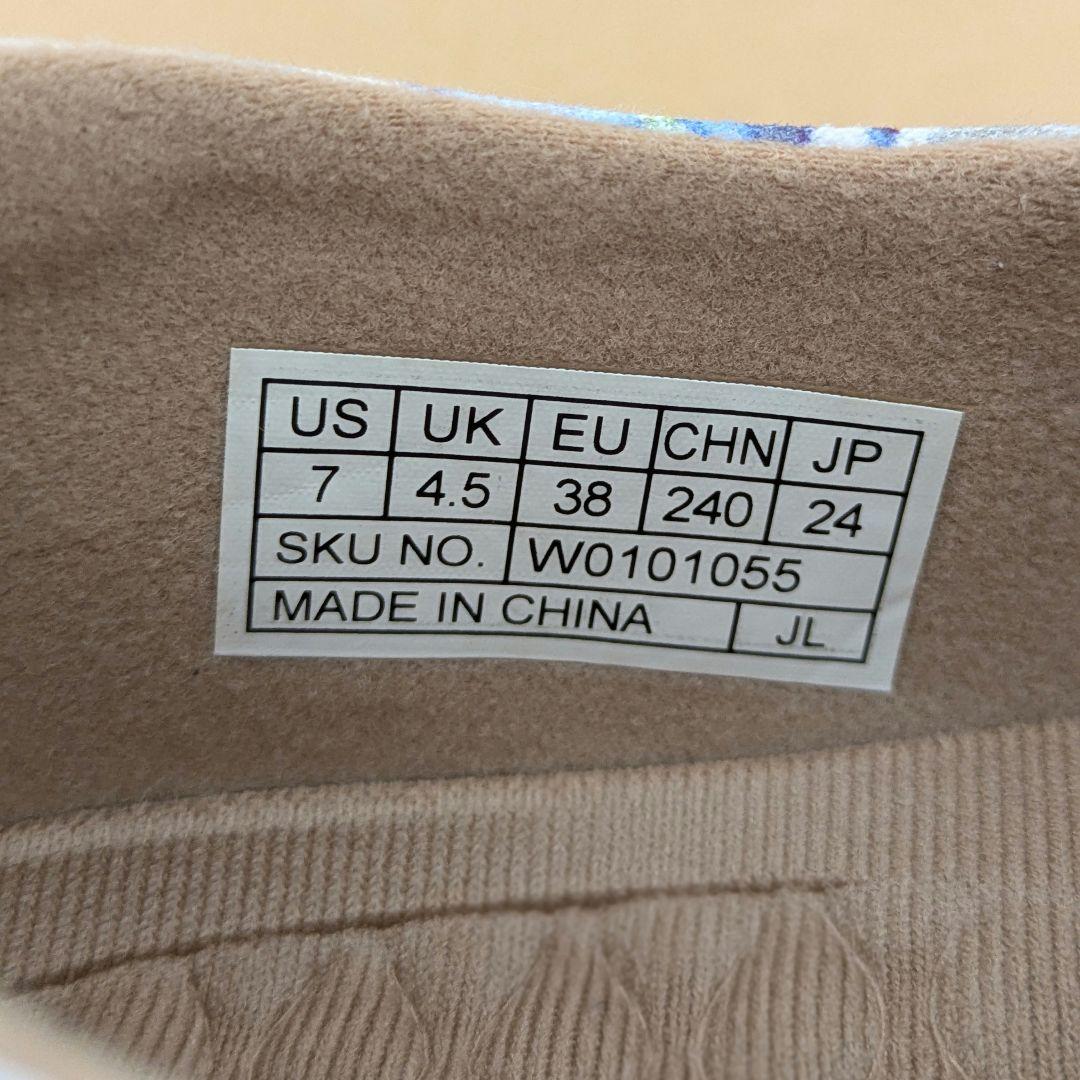 US UK EU CHN JP
7 4.5 38 240 24
SKU NO. W0101055
MADE IN CHINA JL